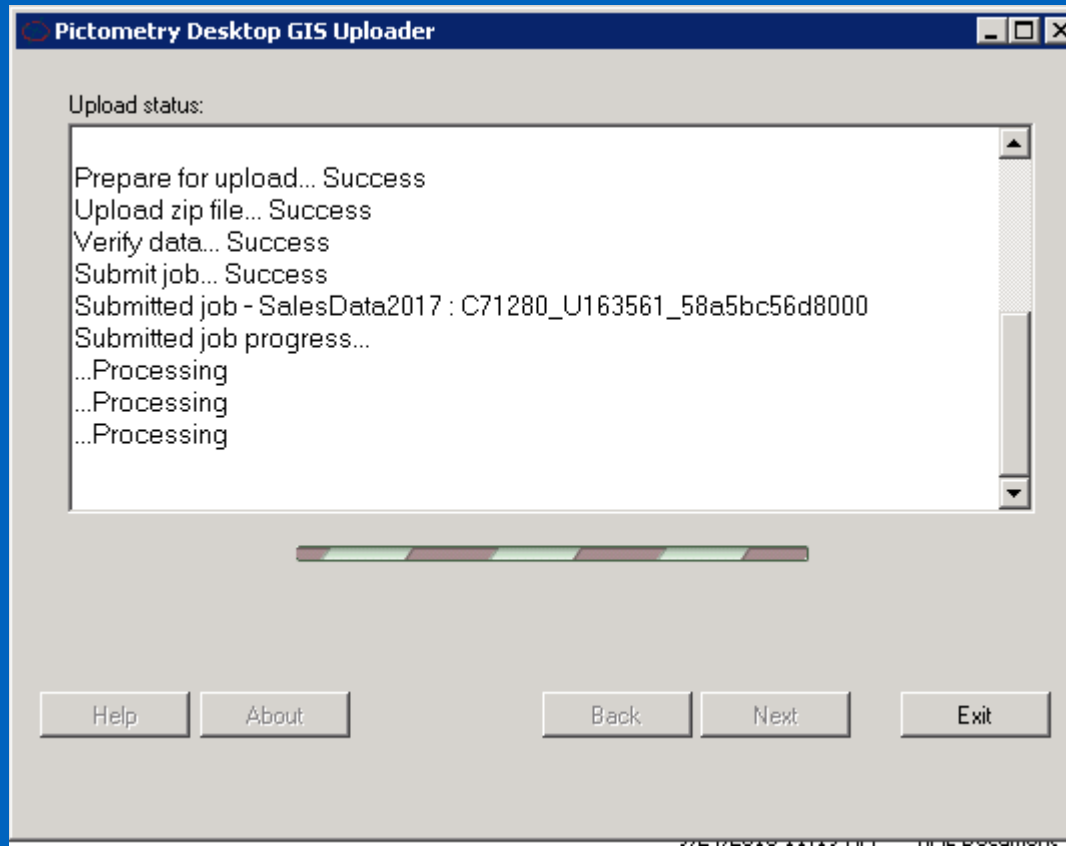 Pictometry Desktop GIS Uploader
Upload status:
Prepare for upload... Success
Upload zip file... Success
Verify data... Success
Submit job... Success
Submitted job - SalesData2017 : C71280_U163561_58a5bc56d8000
Submitted job progress...
...Processing
...Processing
...Processing
Help About Back Next Exit